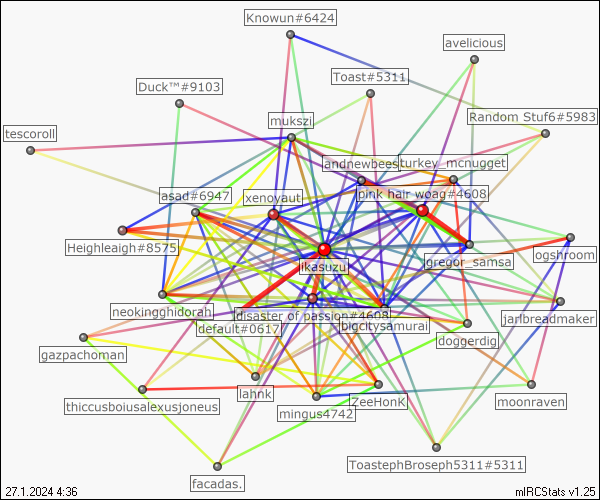 Knowun#6424
avelicious
Toast#5311
Duck™#9103
Random Stuf6#5983
mukszi
tescoroll
andnewbees
turkey_mcnugget
asad#6947
xenoyaut
pink hair woag#4608
Heighleaigh#8575
ogshroom
jgregor_samsa
ikasuzu
neokingghidorah
disaster of passion#4608
jarlbreadmaker
default#0617
bigcitysamurai
doggerdig
gazpachoman
lahnk
ZeeHonK
moonraven
thiccusboiusalexusjoneus
mingus4742
ToastephBroseph5311#5311
facadas.
27.1.2024 4:36
mIRCStats v1.25